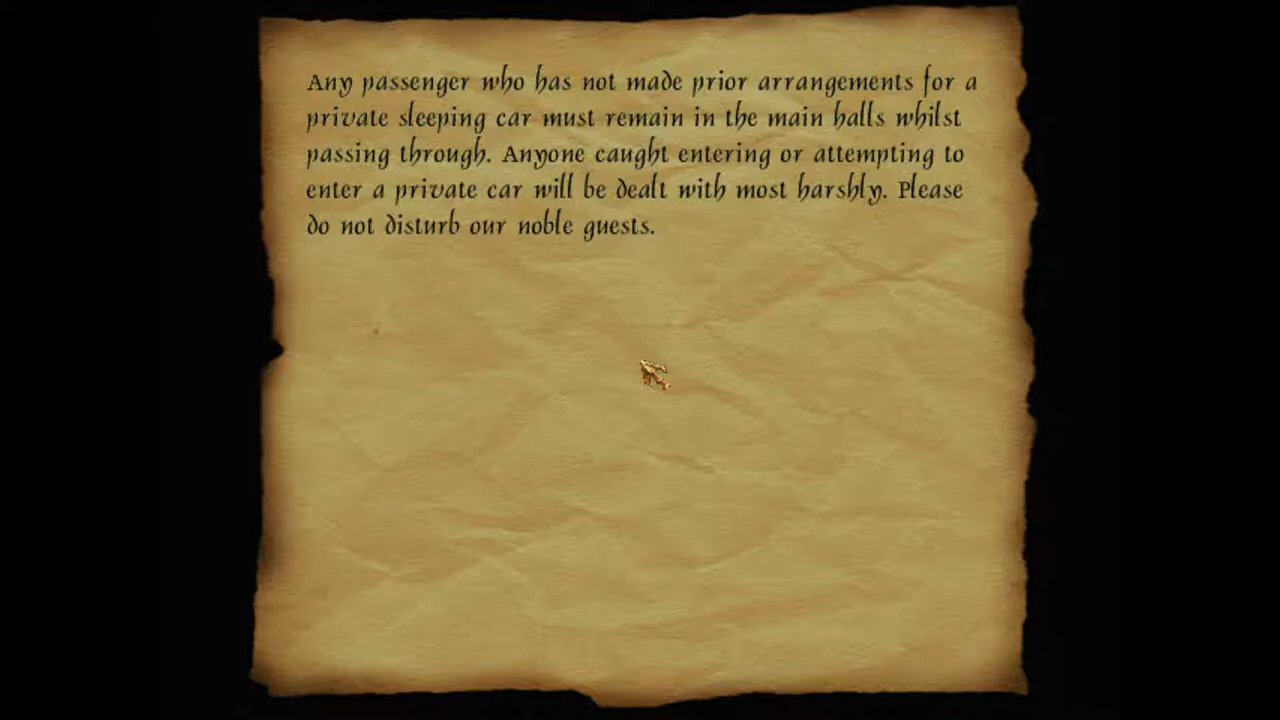 Any passenger who has not made prior arrangements for a
private sleeping car must remain in the main halls whilst
passing through. Anyone caught entering or attempting to
enter a private car will be dealt with most harshly. Please
do not disturb our noble guests.